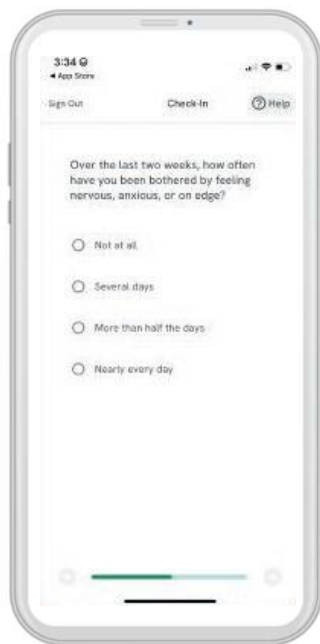 3:34
◀ App Store
Sign Out
Check-In
? Help
Over the last two weeks, how often
have you been bothered by feeling
nervous, anxious, or on edge?
Not at all
Several days
More than half the days
Nearly every day